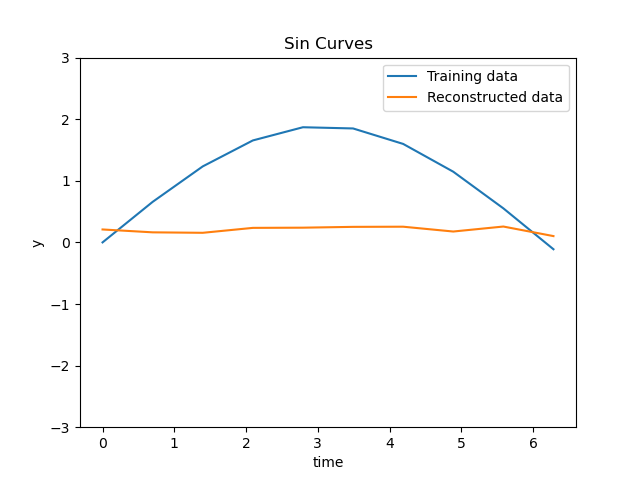 Sin Curves
Training data
Reconstructed data
3
2
1
0
−1
−2
−3
y
0 1 2 3 4 5 6
time